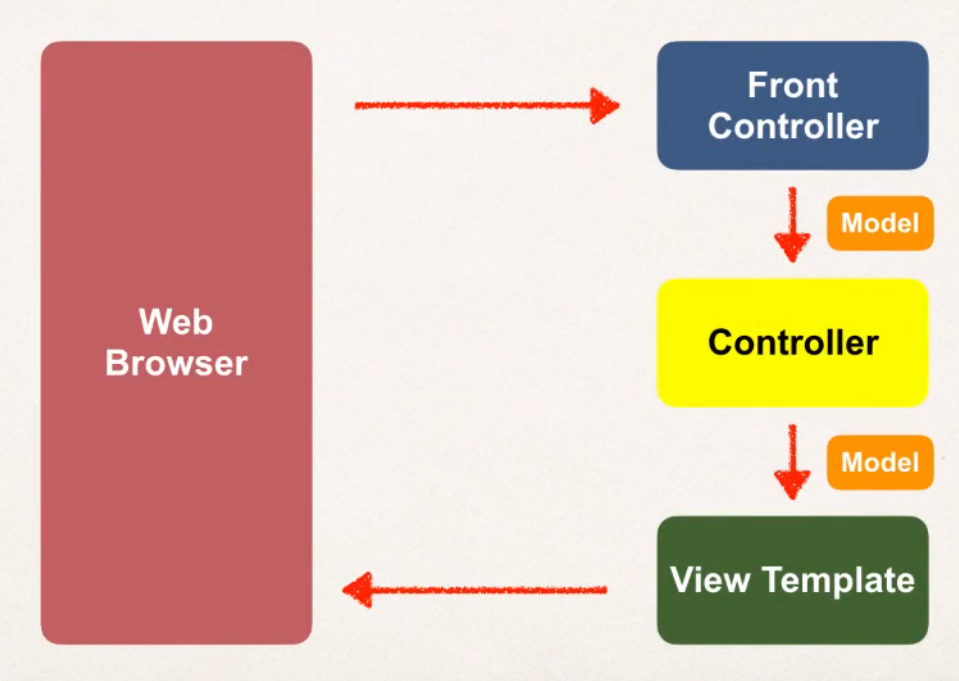 Front
Controller
Model
Web
Browser
Controller
Model
View Template